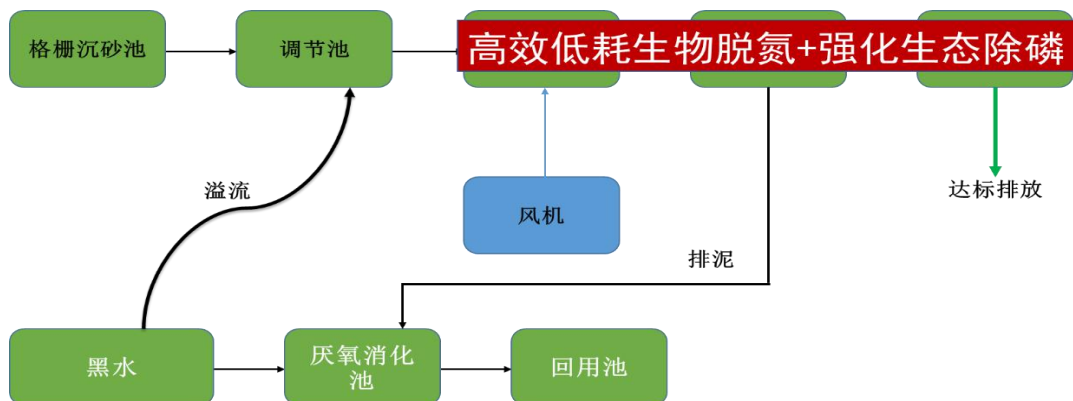 格栅沉砂池
调节池
高效低耗生物脱氮+强化生态除磷
溢流
风机
达标排放
排泥
黑水
厌氧消化
池
回用池